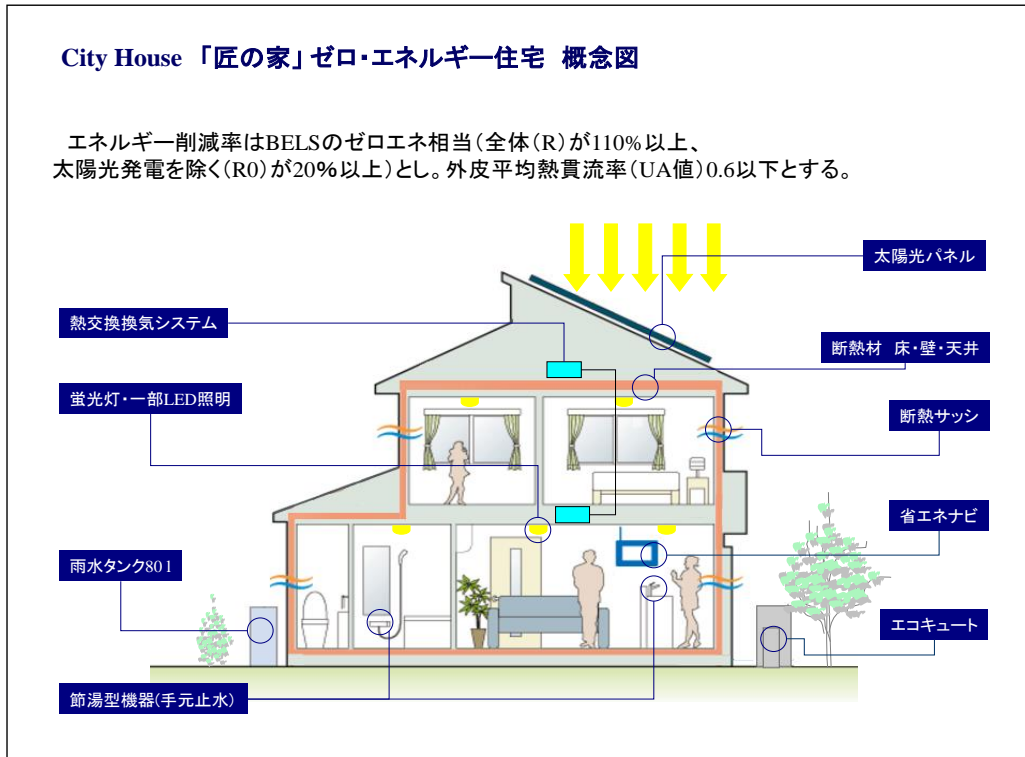 City House 「匠の家」ゼロ・エネルギー住宅 概念図
エネルギー削減率はBELSのゼロエネ相当(全体(R)が110%以上、
太陽光発電を除く(R0)が20%以上)とし。外皮平均熱貫流率(UA値)0.6以下とする。
太陽光パネル
熱交換換気システム
断熱材 床・壁・天井
蛍光灯・一部LED照明
断熱サッシ
省エネナビ
雨水タンク80 l
エコキュート
節湯型機器(手元止水)